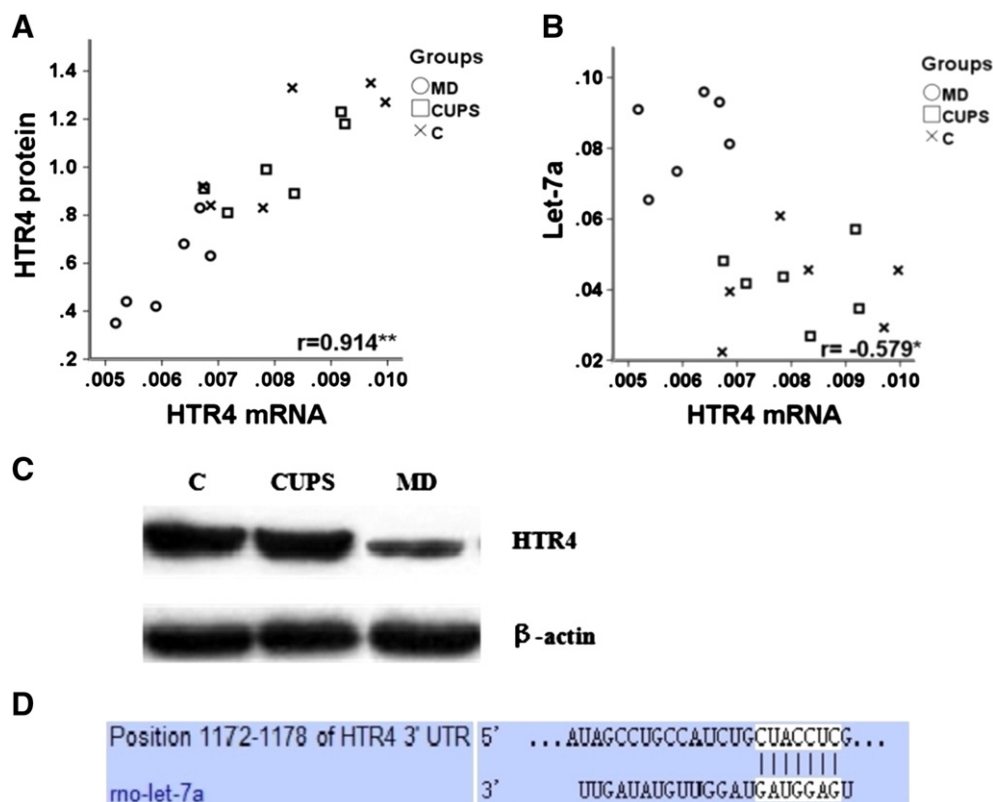 A
HTR4 protein
1.4
1.2
1.0
.8
.6
.4
.2
.005 .006 .007 .008 .009 .010
HTR4 mRNA
Groups
MD
CUPS
C
r=0.914**
B
Let-7a
.10
.08
.06
.04
.02
.005 .006 .007 .008 .009 .010
HTR4 mRNA
Groups
MD
CUPS
C
r= -0.579*
C
C CUPS MD
HTR4
β-actin
D
Position 1172-1178 of HTR4 3' UTR 5' ...AUAGCCUGCCAUCUGCUACCUCG...
rno-let-7a 3' UUGAUAUGUUGGAUGAUGGAGU